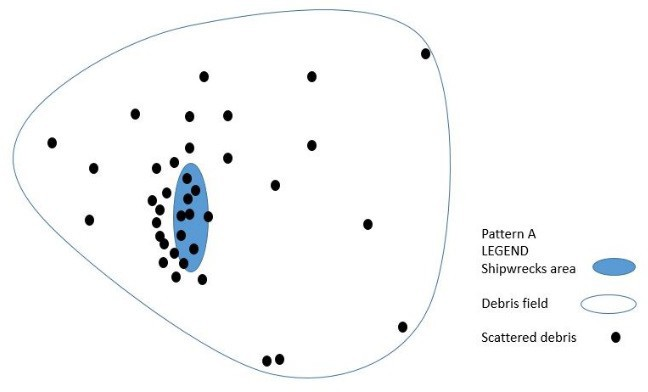 Pattern A
LEGEND
Shipwrecks area
Debris field
Scattered debris